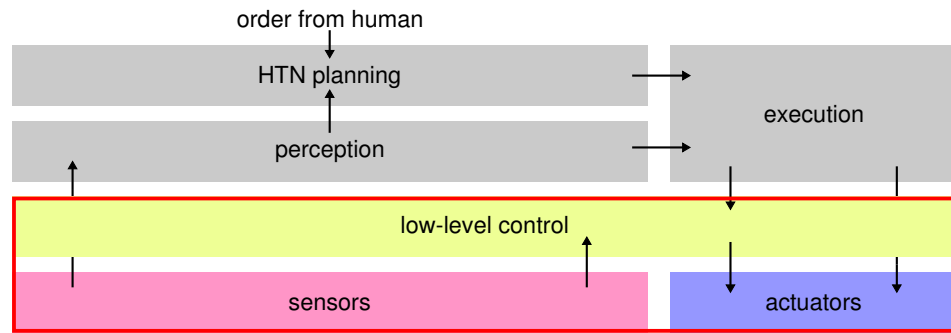 order from human
HTN planning
execution
perception
low-level control
sensors
actuators